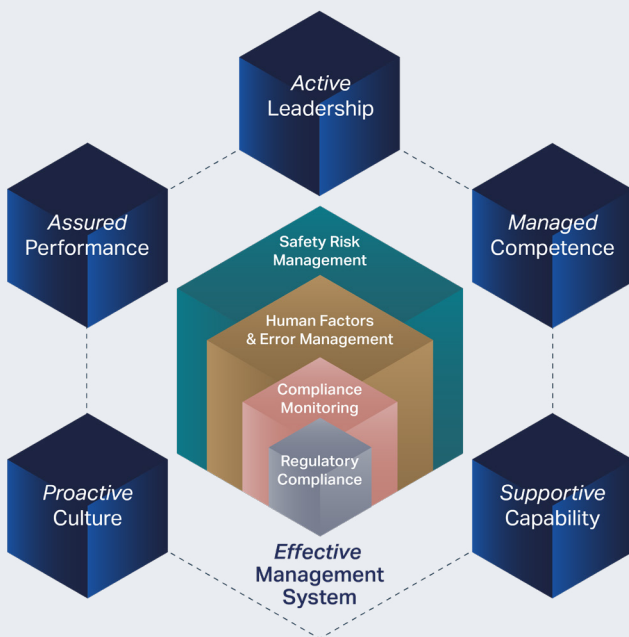 Active
Leadership
Assured
Performance
Managed
Competence
Safety Risk
Management
Human Factors
& Error Management
Compliance
Monitoring
Regulatory
Compliance
Proactive
Culture
Supportive
Capability
Effective
Management
System